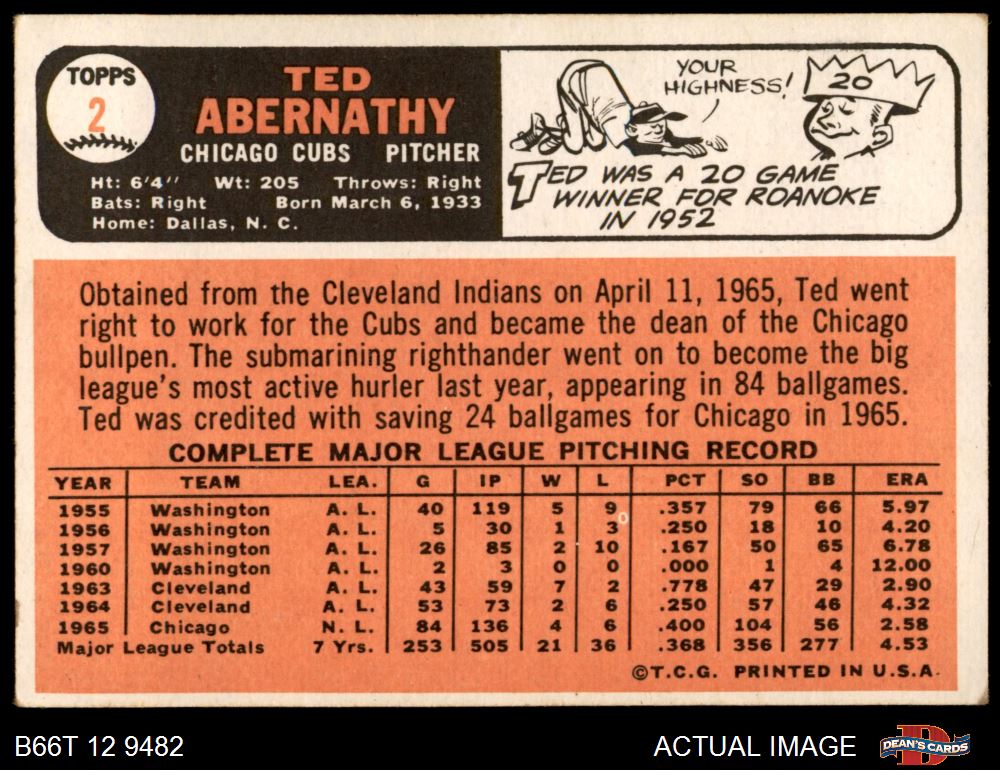 TOPPS
2
TED
ABERNATHY
CHICAGO CUBS PITCHER
Ht: 6'4" Wt: 205 Throws: Right
Bats: Right Born March 6, 1933
Home: Dallas, N. C.
YOUR
HIGHNESS!
20
TED WAS A 20 GAME
WINNER FOR ROANOKE
IN 1952
Obtained from the Cleveland Indians on April 11, 1965, Ted went
right to work for the Cubs and became the dean of the Chicago
bullpen. The submarining righthander went on to become the big
league's most active hurler last year, appearing in 84 ballgames.
Ted was credited with saving 24 ballgames for Chicago in 1965.
COMPLETE MAJOR LEAGUE PITCHING RECORD
YEAR TEAM LEA. G IP W L PCT SO BB ERA
1955 Washington A. L. 40 119 5 9 .357 79 66 5.97
1956 Washington A. L. 5 30 1 3 .250 18 10 4.20
1957 Washington A. L. 26 85 2 10 .167 50 65 6.78
1960 Washington A. L. 2 3 0 0 .000 1 4 12.00
1963 Cleveland A. L. 43 59 7 2 .778 47 29 2.90
1964 Cleveland A. L. 53 73 2 6 .250 57 46 4.32
1965 Chicago N. L. 84 136 4 6 .400 104 56 2.58
Major League Totals 7 Yrs. 253 505 21 36 .368 356 277 4.53
©T.C.G. PRINTED IN U.S.A.
B66T 12 9482
ACTUAL IMAGE
D
DEAN'S CARDS